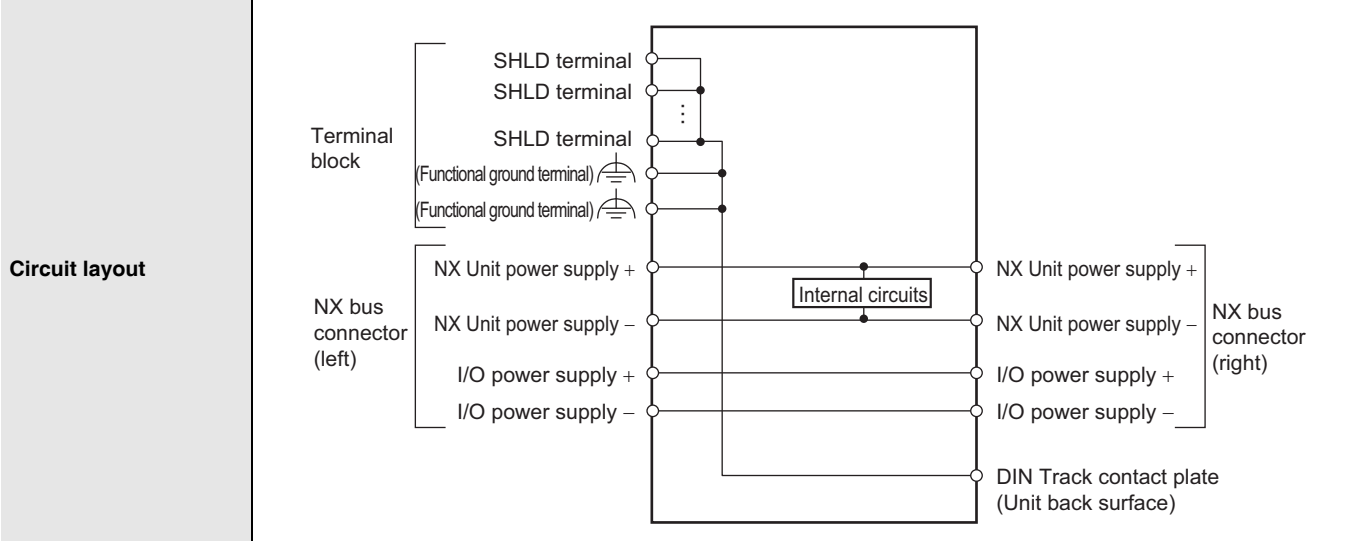 Circuit layout
Terminal
block
SHLD terminal
SHLD terminal
⋮
SHLD terminal
(Functional ground terminal)
(Functional ground terminal)
NX bus
connector
(left)
NX Unit power supply +
NX Unit power supply −
I/O power supply +
I/O power supply −
Internal circuits
NX Unit power supply +
NX Unit power supply −
I/O power supply +
I/O power supply −
NX bus
connector
(right)
DIN Track contact plate
(Unit back surface)